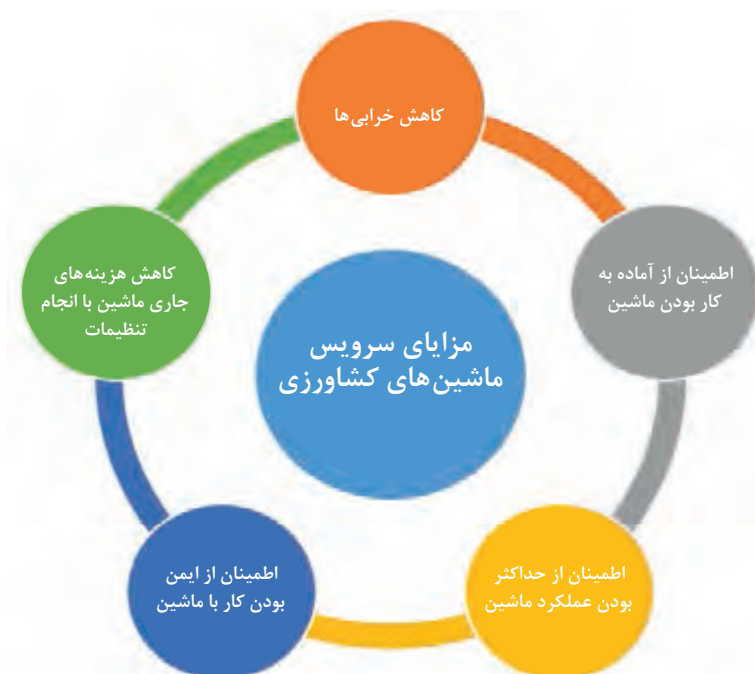 کاهش خرابی‌ها
اطمینان از آماده به
کار بودن ماشین
کاهش هزینه‌های
جاری ماشین با انجام
تنظیمات
مزایای سرویس
ماشین‌های کشاورزی
اطمینان از حداکثر
بودن عملکرد ماشین
اطمینان از ایمن
بودن کار با ماشین